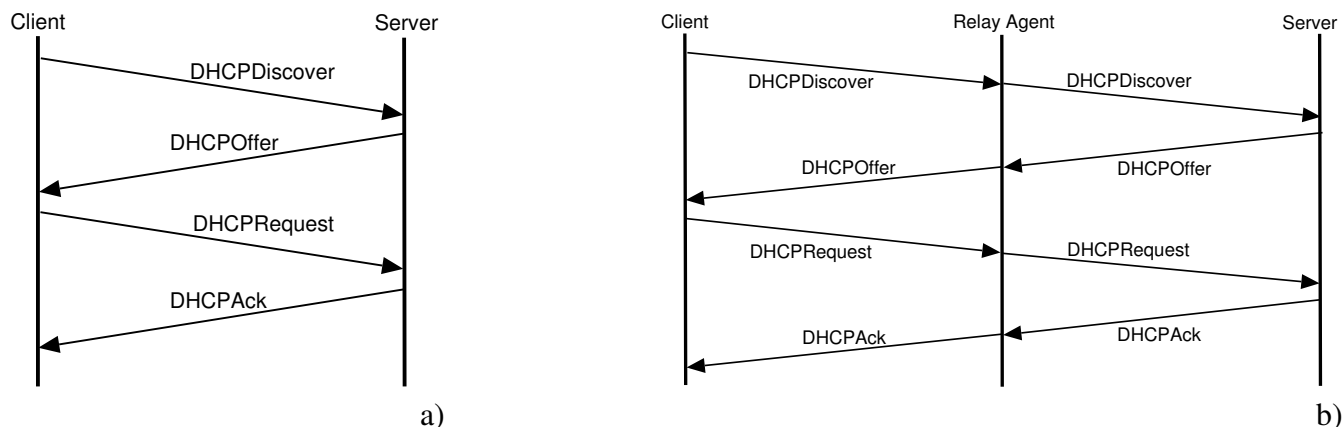 Client Server
DHCPDiscover
DHCPOffer
DHCPRequest
DHCPAck
a)
Client Relay Agent Server
DHCPDiscover DHCPDiscover
DHCPOffer DHCPOffer
DHCPRequest DHCPRequest
DHCPAck DHCPAck
b)